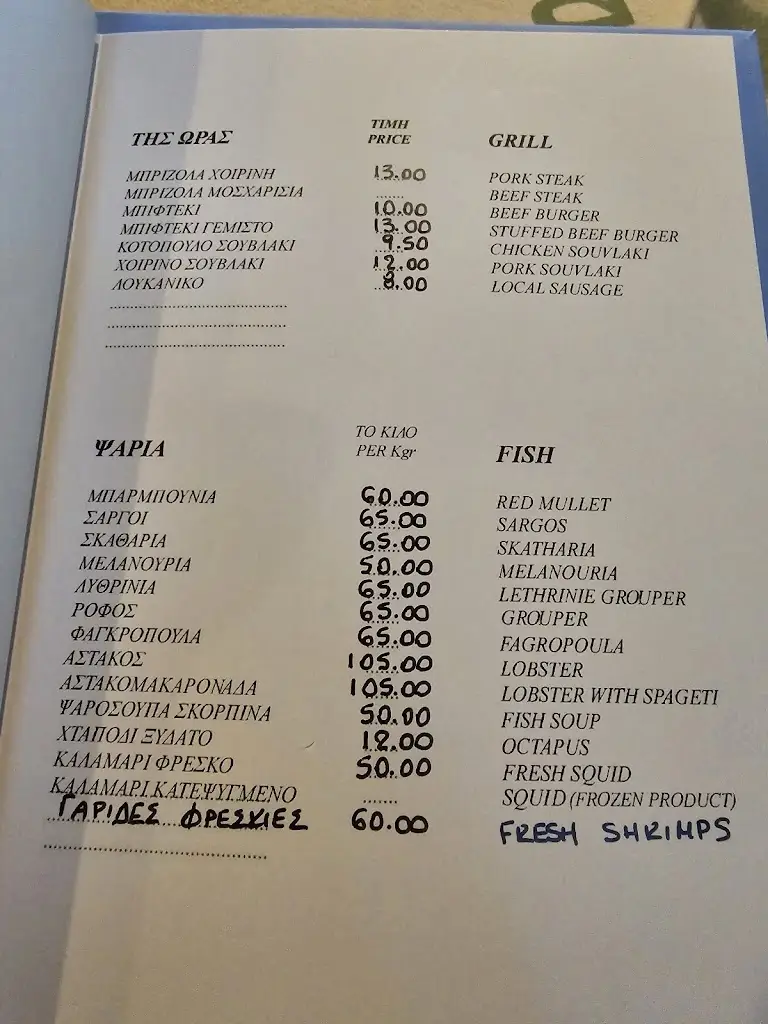 ΤΗΣ ΩΡΑΣ ΤΙΜΗ PRICE GRILL
ΜΠΡΙΖΟΛΑ ΧΟΙΡΙΝΗ 13.00 PORK STEAK
ΜΠΡΙΖΟΛΑ ΜΟΣΧΑΡΙΣΙΑ ....... BEEF STEAK
ΜΠΙΦΤΕΚΙ 10.00 BEEF BURGER
ΜΠΙΦΤΕΚΙ ΓΕΜΙΣΤΟ 13.00 STUFFED BEEF BURGER
ΚΟΤΟΠΟΥΛΟ ΣΟΥΒΛΑΚΙ 9.50 CHICKEN SOUVLAKI
ΧΟΙΡΙΝΟ ΣΟΥΒΛΑΚΙ 12.00 PORK SOUVLAKI
ΛΟΥΚΑΝΙΚΟ 8.00 LOCAL SAUSAGE
ΨΑΡΙΑ ΤΟ ΚΙΛΟ PER Kgr FISH
ΜΠΑΡΜΠΟΥΝΙΑ 60.00 RED MULLET
ΣΑΡΓΟΙ 65.00 SARGOS
ΣΚΑΘΑΡΙΑ 65.00 SKATHARIA
ΜΕΛΑΝΟΥΡΙΑ 50.00 MELANOURIA
ΛΥΘΡΙΝΙΑ 65.00 LETHRINIE GROUPER
ΡΟΦΟΣ 65.00 GROUPER
ΦΑΓΚΡΟΠΟΥΛΑ 65.00 FAGROPOULA
ΑΣΤΑΚΟΣ 105.00 LOBSTER
ΑΣΤΑΚΟΜΑΚΑΡΟΝΑΔΑ 105.00 LOBSTER WITH SPAGETI
ΨΑΡΟΣΟΥΠΑ ΣΚΟΡΠΙΝΑ 50.00 FISH SOUP
ΧΤΑΠΟΔΙ ΞΥΔΑΤΟ 12.00 OCTAPUS
ΚΑΛΑΜΑΡΙ ΦΡΕΣΚΟ 50.00 FRESH SQUID
ΚΑΛΑΜΑΡΙ ΚΑΤΕΨΥΓΜΕΝΟ ....... SQUID (FROZEN PRODUCT)
ΓΑΡΙΔΕΣ ΦΡΕΣΚΙΕΣ 60.00 FRESH SHRIMPS